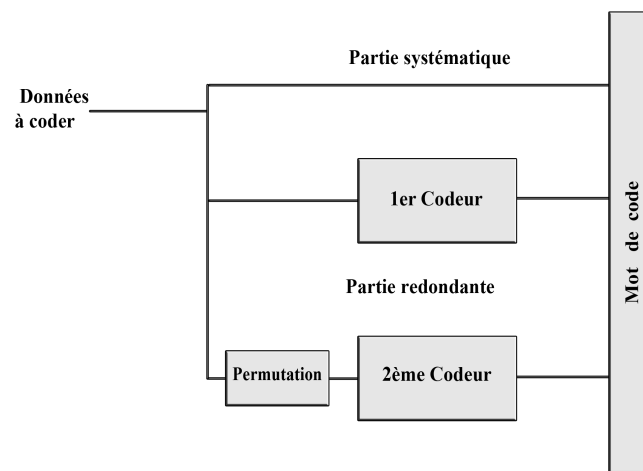 Partie systématique
Données
à coder
1er Codeur
Partie redondante
Permutation
2ème Codeur
Mot de code